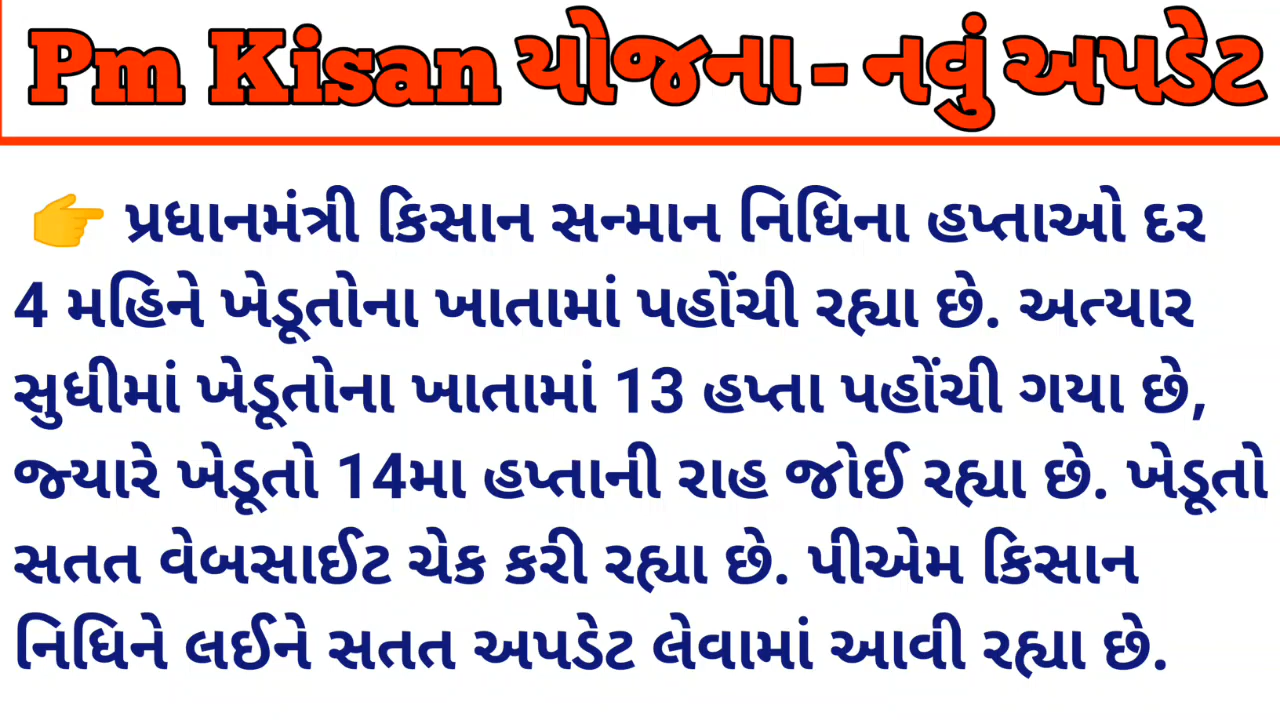 Pm Kisan યોજના - નવું અપડેટ
👉 પ્રધાનમંત્રી કિસાન સન્માન નિધિના હપ્તાઓ દર
4 મહિને ખેડૂતોના ખાતામાં પહોંચી રહ્યા છે. અત્યાર
સુધીમાં ખેડૂતોના ખાતામાં 13 હપ્તા પહોંચી ગયા છે,
જ્યારે ખેડૂતો 14મા હપ્તાની રાહ જોઈ રહ્યા છે. ખેડૂતો
સતત વેબસાઈટ ચેક કરી રહ્યા છે. પીએમ કિસાન
નિધિને લઈને સતત અપડેટ લેવામાં આવી રહ્યા છે.